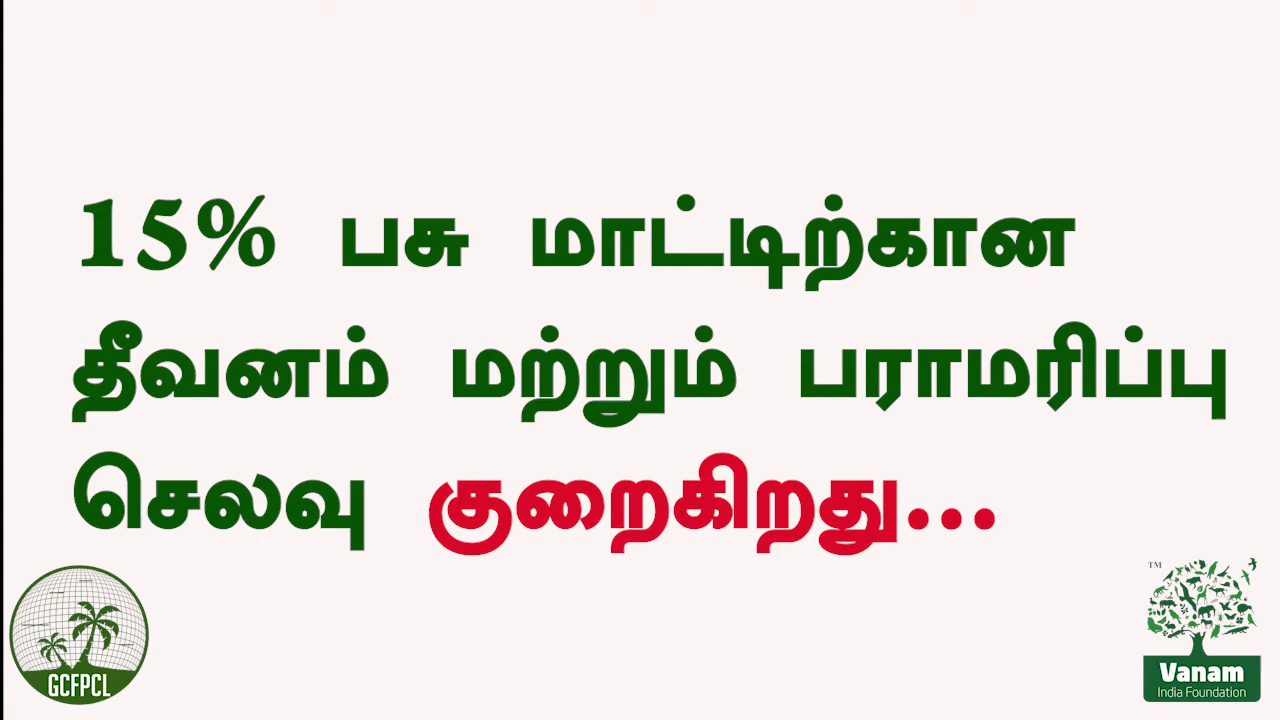 15% பசு மாட்டிற்கான
தீவனம் மற்றும் பராமரிப்பு
செலவு குறைகிறது...
GCFPCL
TM
Vanam
India Foundation